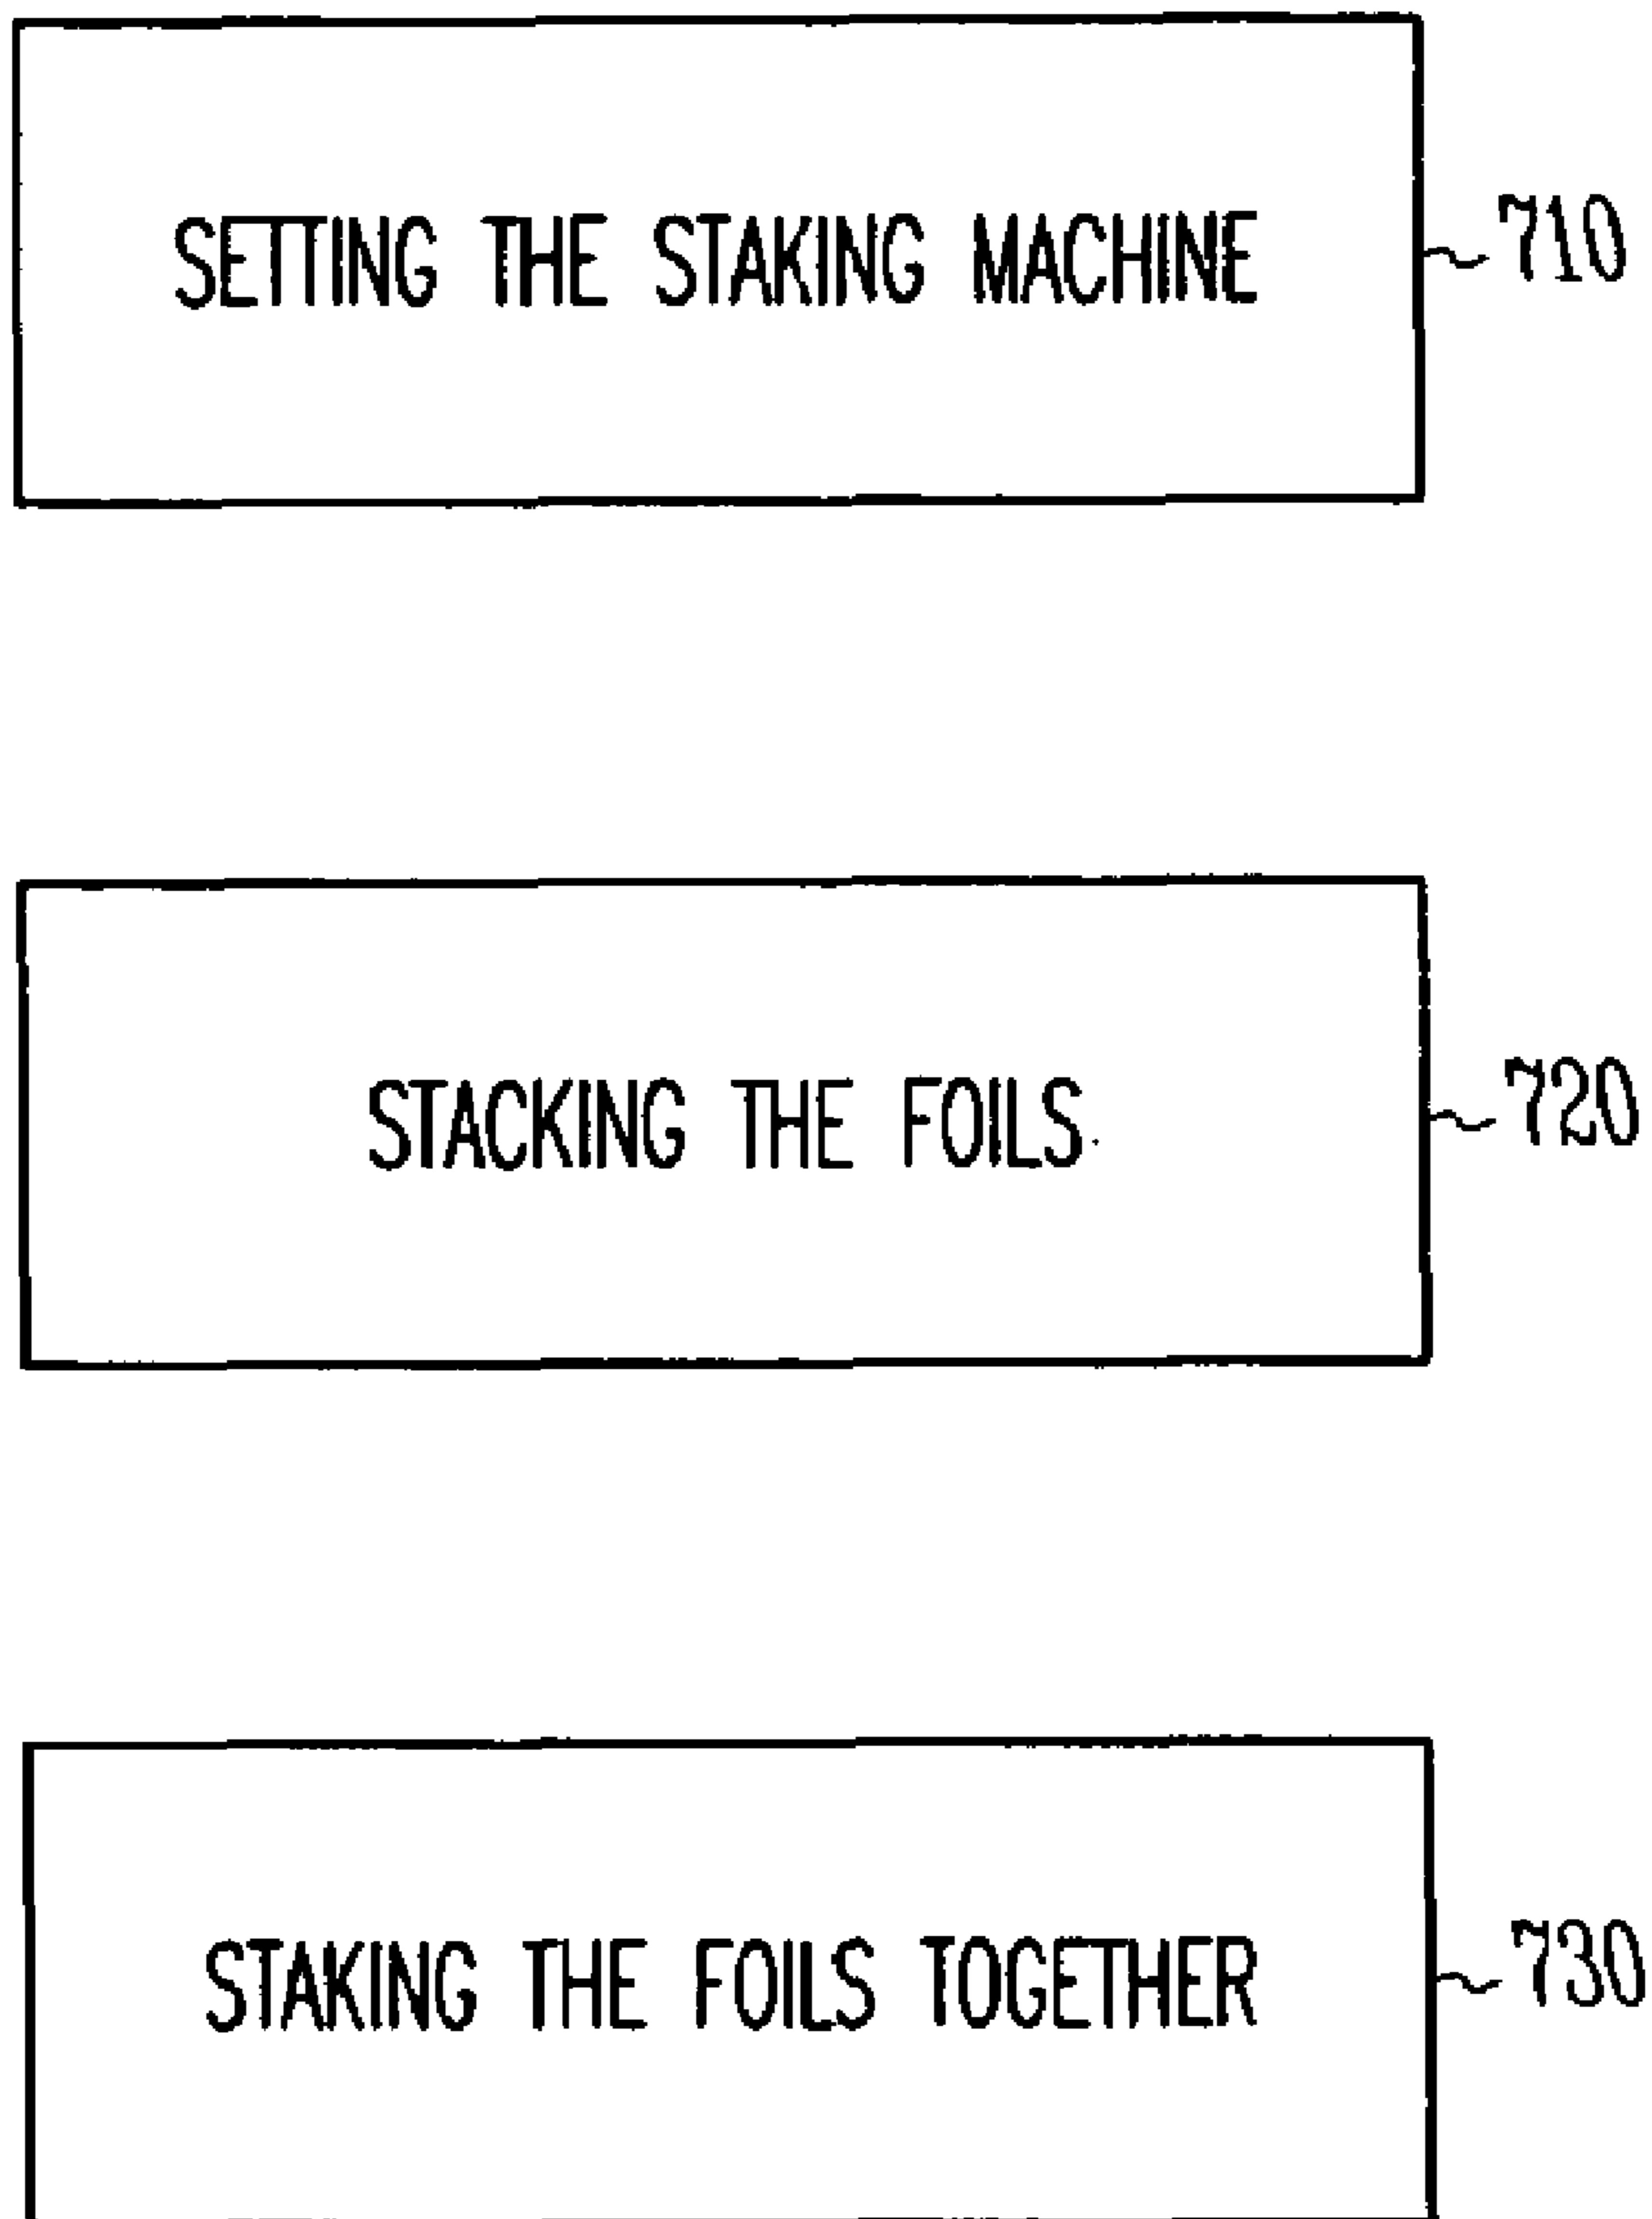 SETTING THE STAKING MACHINE
710
STACKING THE FOILS
720
STAKING THE FOILS TOGETHER
730